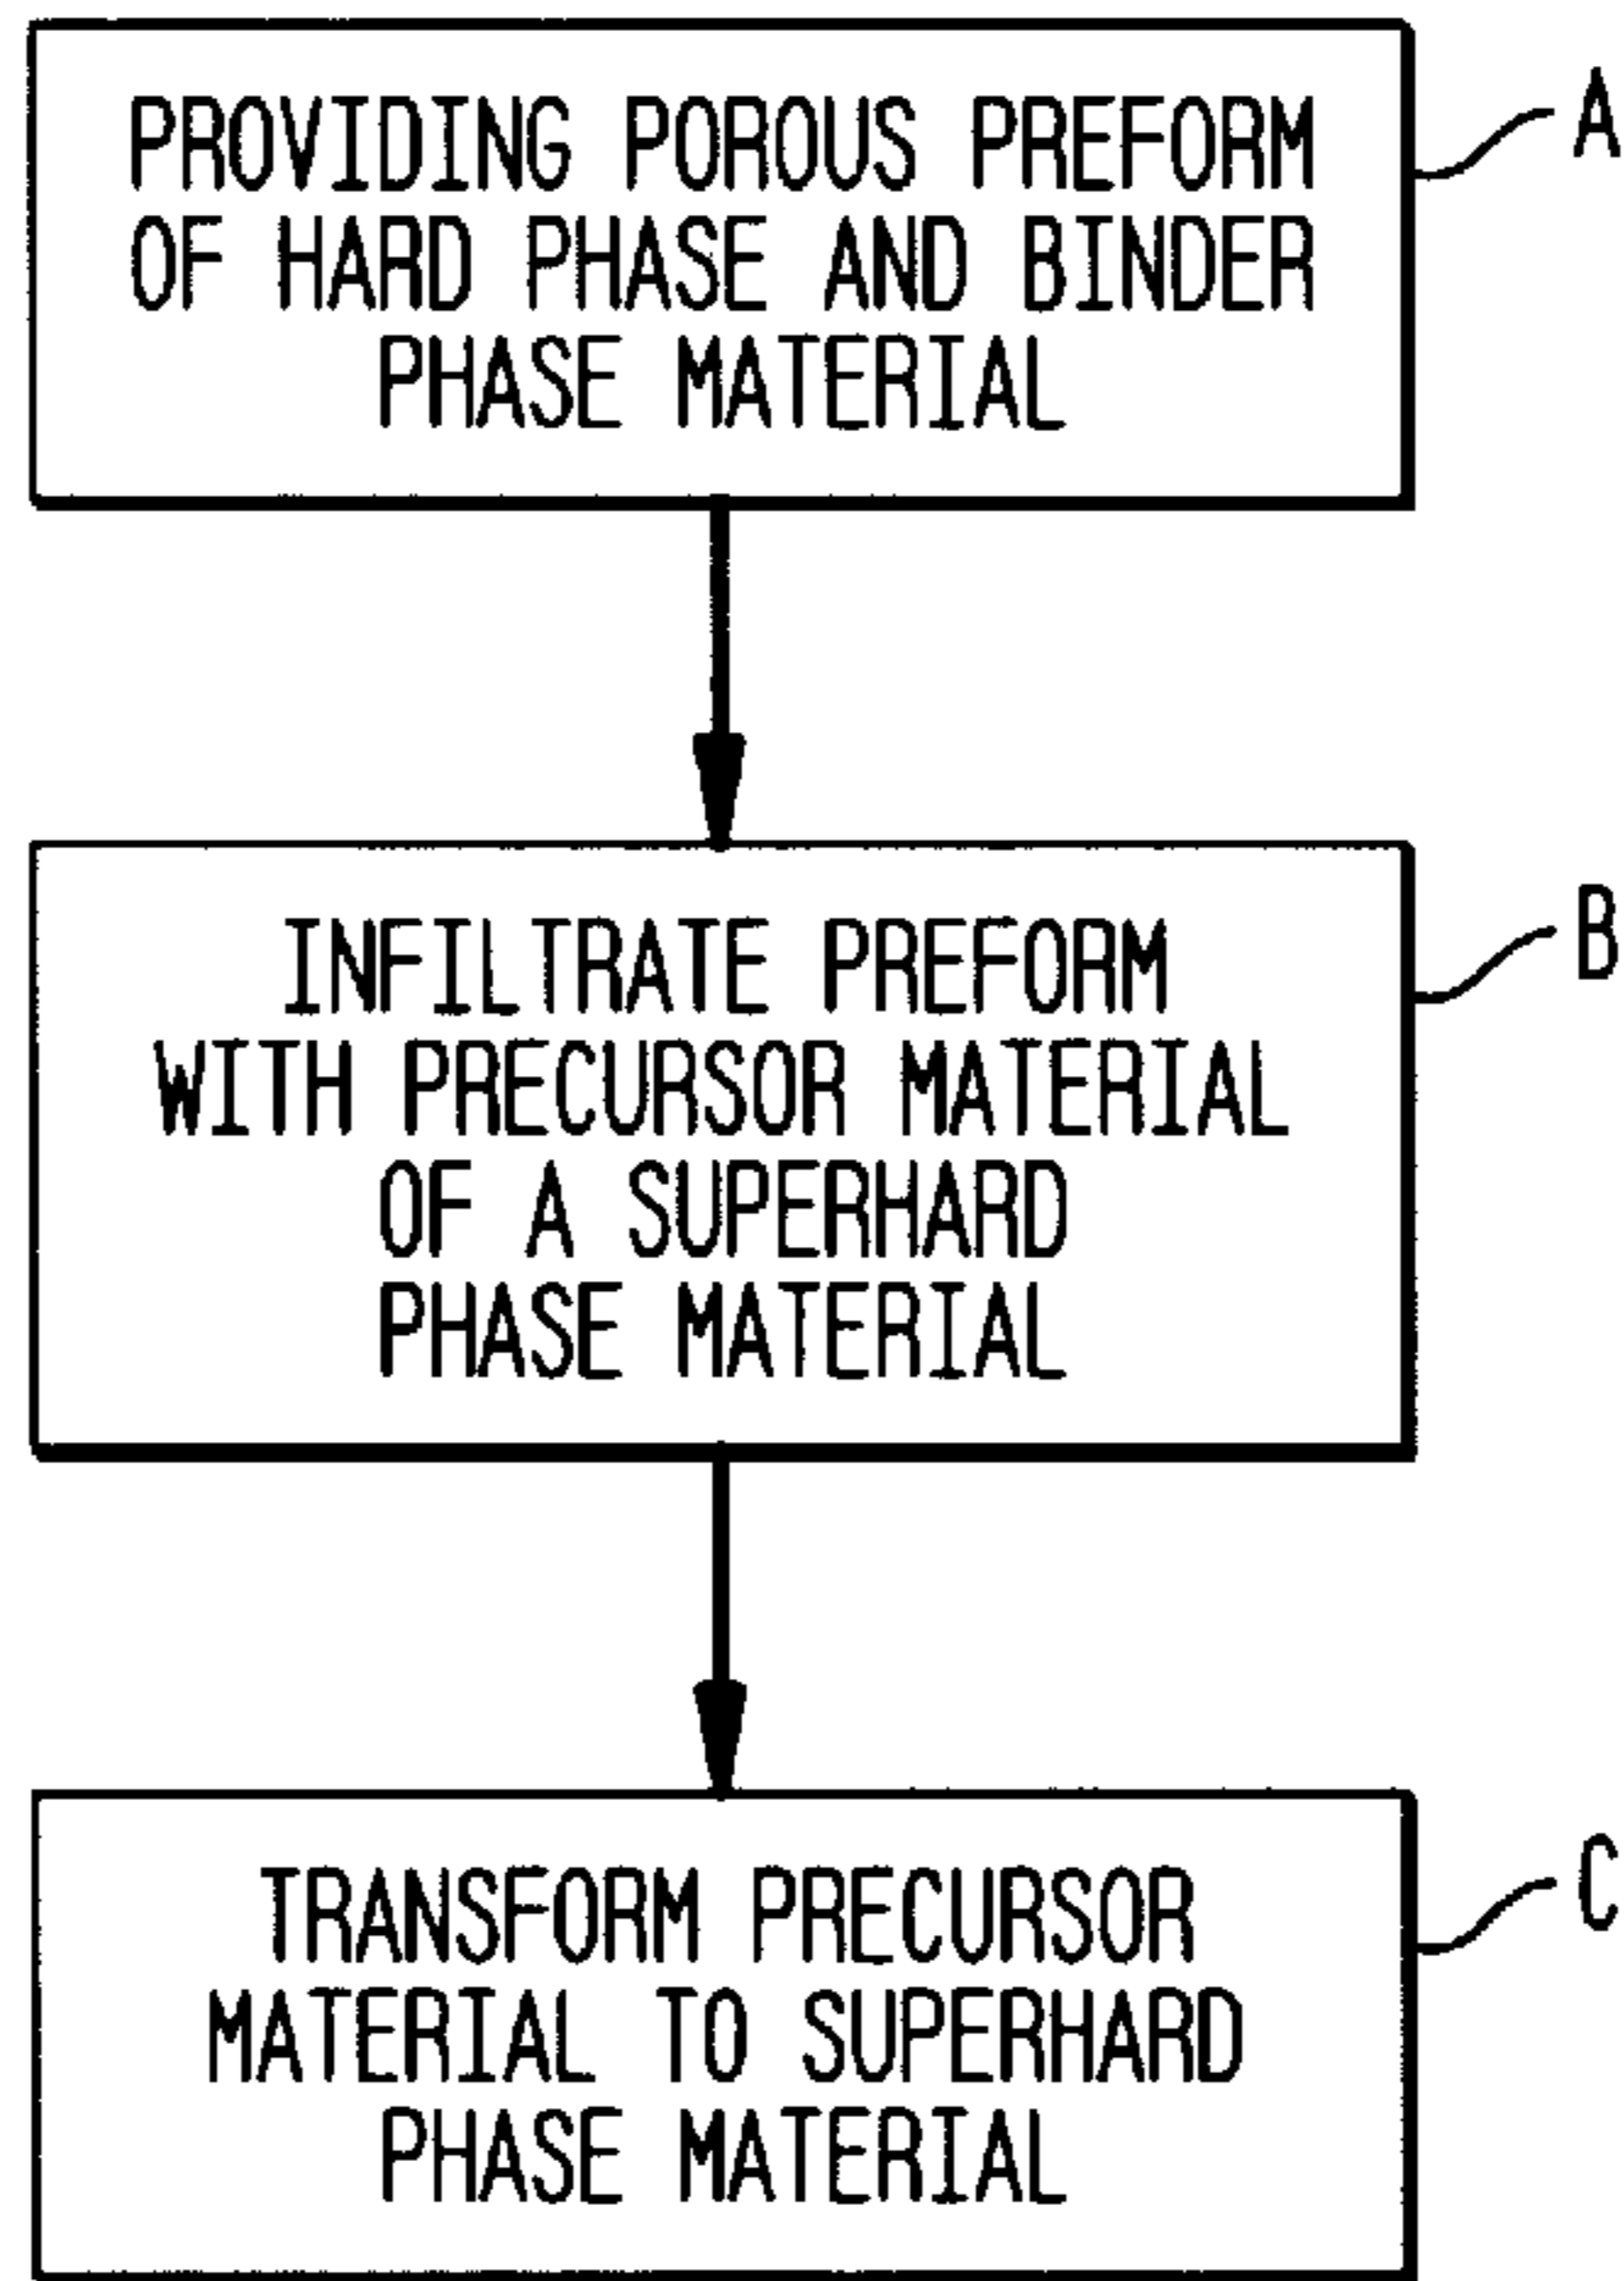 PROVIDING POROUS PREFORM
OF HARD PHASE AND BINDER
PHASE MATERIAL
A
INFILTRATE PREFORM
WITH PRECURSOR MATERIAL
OF A SUPERHARD
PHASE MATERIAL
B
TRANSFORM PRECURSOR
MATERIAL TO SUPERHARD
PHASE MATERIAL
C